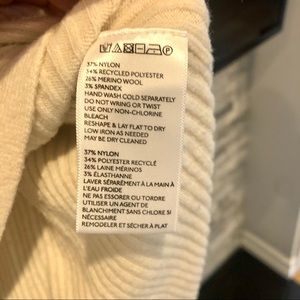 37% NYLON
34% RECYCLED POLYESTER
26% MERINO WOOL
3% SPANDEX
HAND WASH COLD SEPARATELY
DO NOT WRING OR TWIST
USE ONLY NON-CHLORINE
BLEACH
RESHAPE & LAY FLAT TO DRY
LOW IRON AS NEEDED
MAY BE DRY CLEANED
37% NYLON
34% POLYESTER RECYCLÉ
26% LAINE MÉRINOS
3% ÉLASTHANNE
LAVER SÉPARÉMENT À LA MAIN À
L'EAU FROIDE
NE PAS ESSORER OU TORDRE
UTILISER UN AGENT DE
BLANCHIMENT SANS CHLORE SI
NÉCESSAIRE
REMODELER ET SÉCHER À PLAT